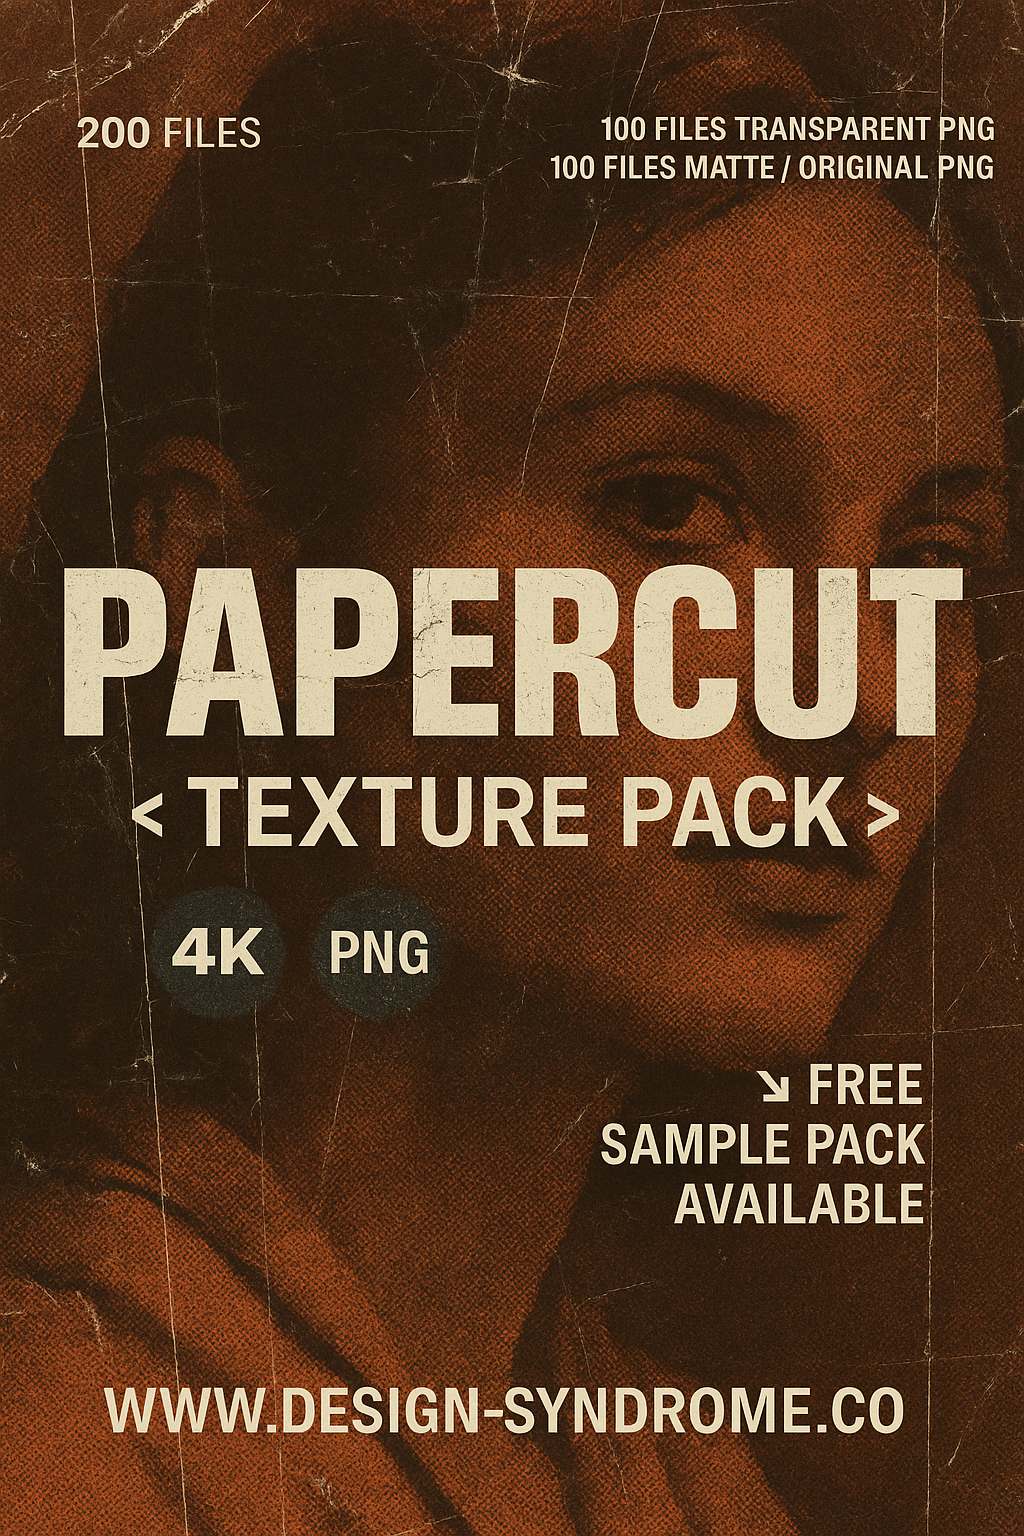 200 FILES
100 FILES TRANSPARENT PNG
100 FILES MATTE / ORIGINAL PNG
PAPERCUT
< TEXTURE PACK >
4K
PNG
↘ FREE
SAMPLE PACK
AVAILABLE
WWW.DESIGN-SYNDROME.CO